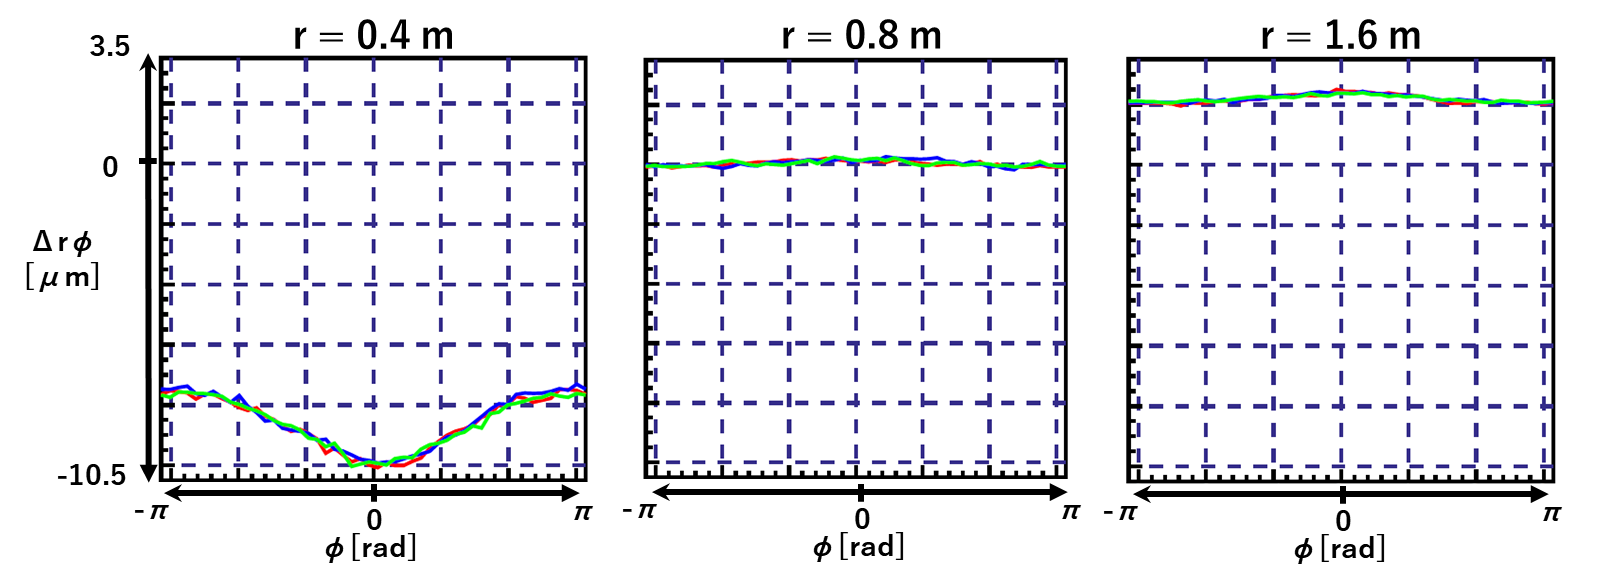 r = 0.4 m
r = 0.8 m
r = 1.6 m
3.5
0
Δ r ϕ
[ μ m]
-10.5
-π
0
π
ϕ [rad]
-π
0
π
ϕ [rad]
-π
0
π
ϕ [rad]